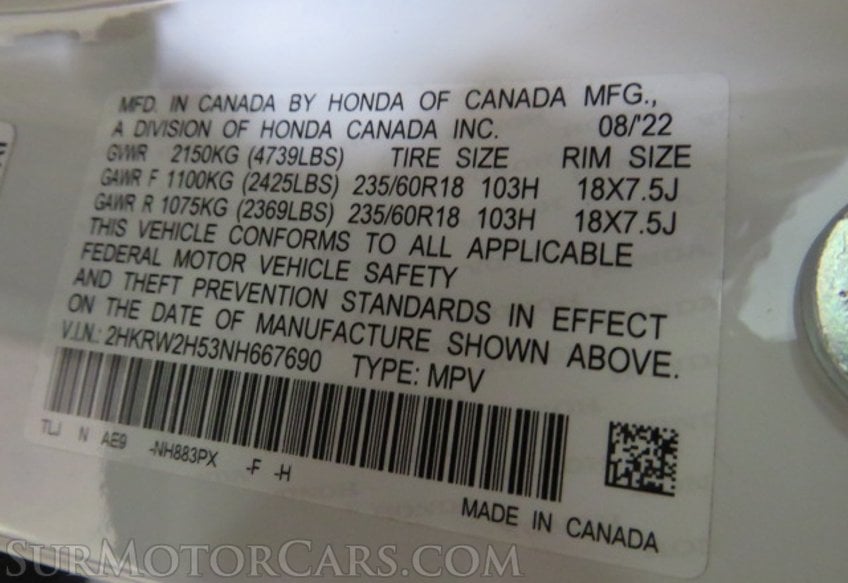 MFD. IN CANADA BY HONDA OF CANADA MFG.,
A DIVISION OF HONDA CANADA INC. 08/'22
GVWR 2150KG (4739LBS) TIRE SIZE RIM SIZE
GAWR F 1100KG (2425LBS) 235/60R18 103H 18X7.5J
GAWR R 1075KG (2369LBS) 235/60R18 103H 18X7.5J
THIS VEHICLE CONFORMS TO ALL APPLICABLE
FEDERAL MOTOR VEHICLE SAFETY
AND THEFT PREVENTION STANDARDS IN EFFECT
ON THE DATE OF MANUFACTURE SHOWN ABOVE.
V.I.N.: 2HKRW2H53NH667690 TYPE: MPV
TLJ N AE9 -NH883PX -F -H
MADE IN CANADA
SurMotorCars.com